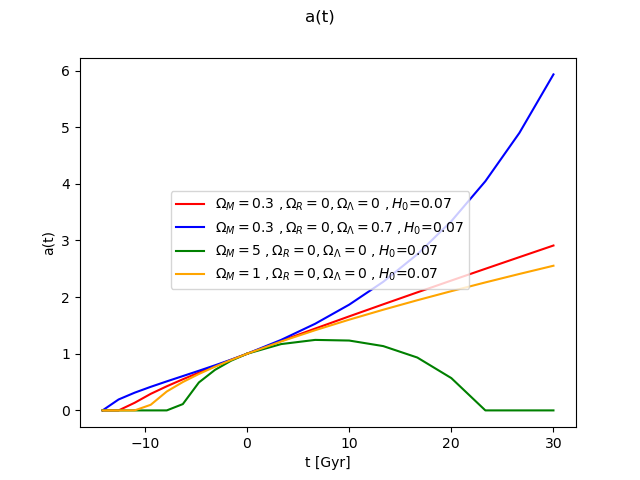 a(t)
6
5
4
3
2
1
0
a(t)
Ω_M = 0.3 , Ω_R = 0, Ω_Λ = 0 , H_0=0.07
Ω_M = 0.3 , Ω_R = 0, Ω_Λ = 0.7 , H_0=0.07
Ω_M = 5 , Ω_R = 0, Ω_Λ = 0 , H_0=0.07
Ω_M = 1 , Ω_R = 0, Ω_Λ = 0 , H_0=0.07
−10 0 10 20 30
t [Gyr]